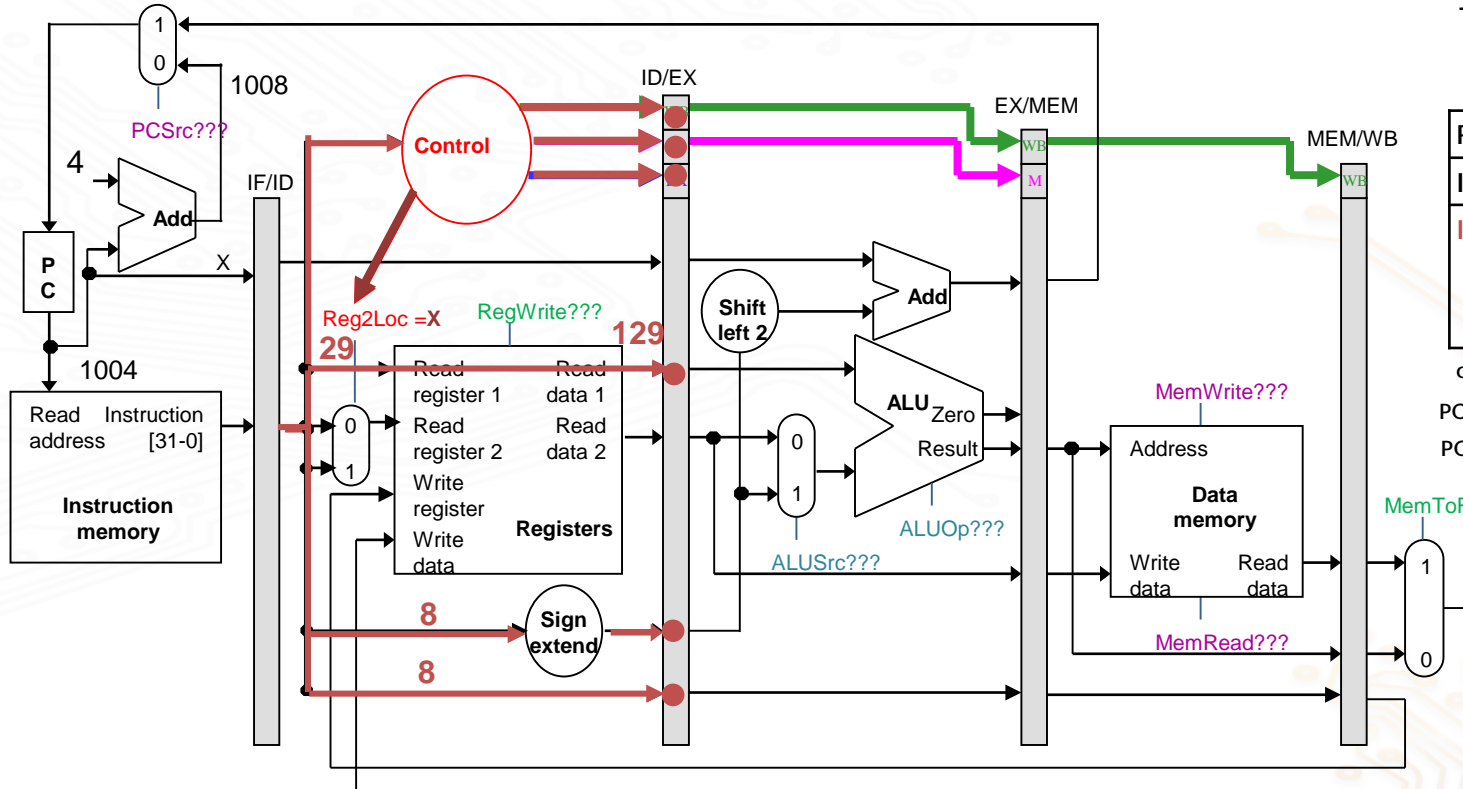 1
0
1008
PCSrc???
4
Add
P
C
X
1004
Read address
Instruction [31-0]
Instruction
memory
IF/ID
Control
Reg2Loc =X
RegWrite???
29
129
0
1
Read
register 1
Read
data 1
Read
register 2
Read
data 2
Write
register
Write
data
Registers
8
Sign
extend
8
ID/EX
Shift
left 2
Add
ALU
Zero
Result
0
1
ALUSrc???
ALUOp???
EX/MEM
WB
M
MemWrite???
Address
Data
memory
Write
data
Read
data
MemRead???
MEM/WB
WB
1
0
PC
PC